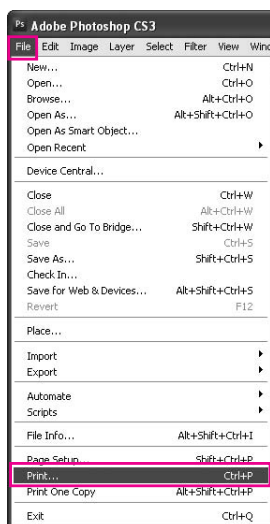 Ps Adobe Photoshop CS3
File Edit Image Layer Select Filter View Wind
New... Ctrl+N
Open... Ctrl+O
Browse... Alt+Ctrl+O
Open As... Alt+Shift+Ctrl+O
Open As Smart Object...
Open Recent
Device Central...
Close Ctrl+W
Close All Alt+Ctrl+W
Close and Go To Bridge... Shift+Ctrl+W
Save Ctrl+S
Save As... Shift+Ctrl+S
Check In...
Save for Web & Devices... Alt+Shift+Ctrl+S
Revert F12
Place...
Import
Export
Automate
Scripts
File Info... Alt+Shift+Ctrl+I
Page Setup... Shift+Ctrl+P
Print... Ctrl+P
Print One Copy Alt+Shift+Ctrl+P
Exit Ctrl+Q